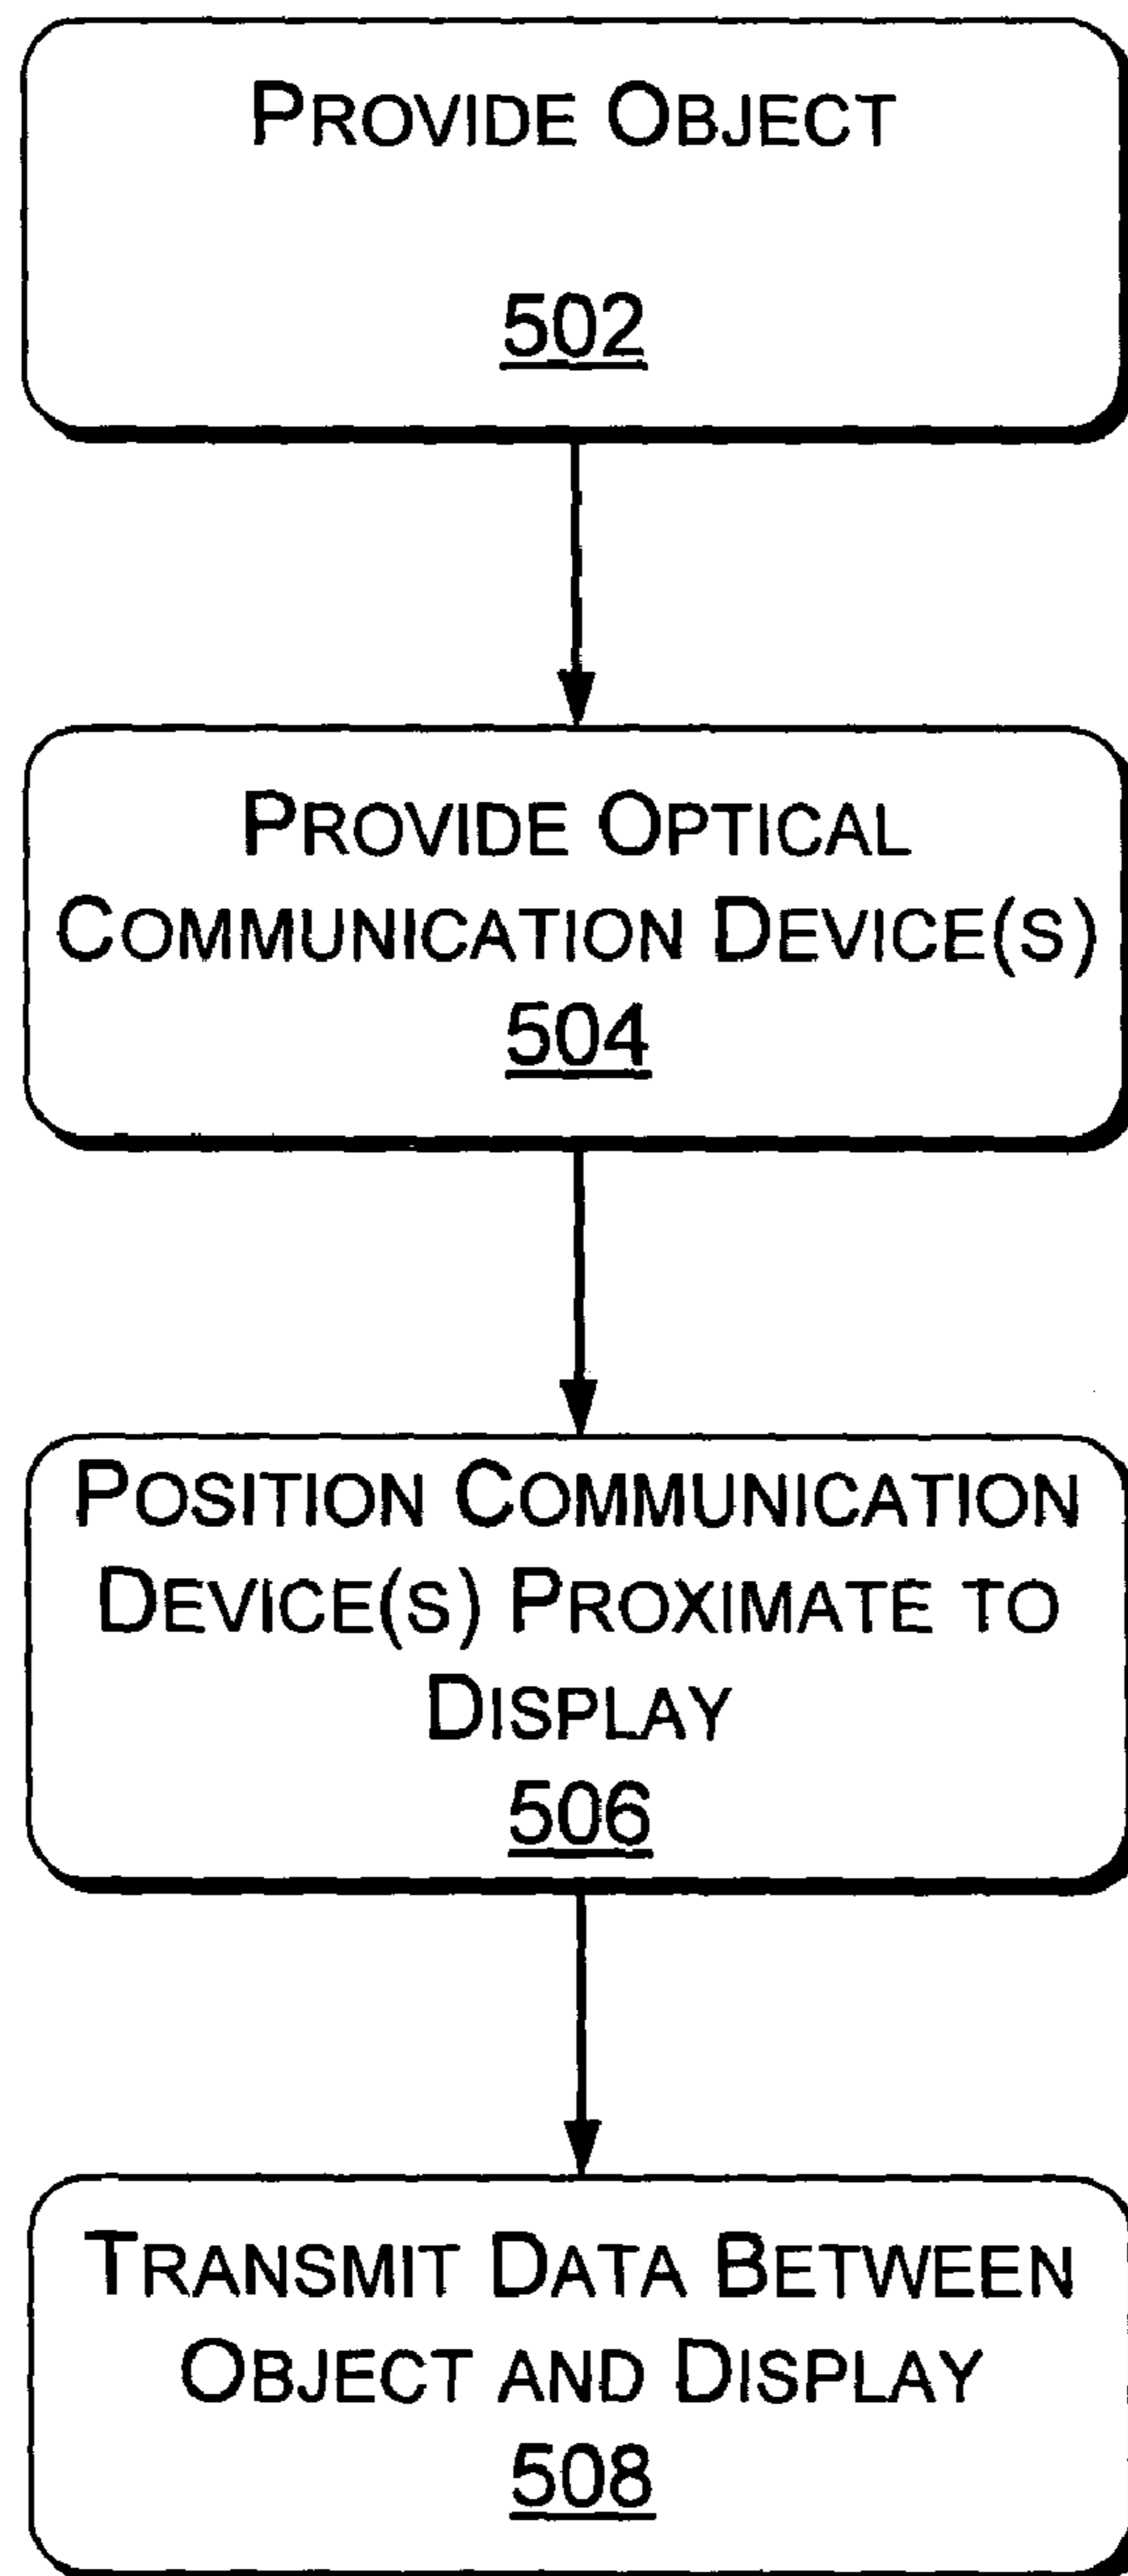 PROVIDE OBJECT
502
PROVIDE OPTICAL
COMMUNICATION DEVICE(S)
504
POSITION COMMUNICATION
DEVICE(S) PROXIMATE TO
DISPLAY
506
TRANSMIT DATA BETWEEN
OBJECT AND DISPLAY
508